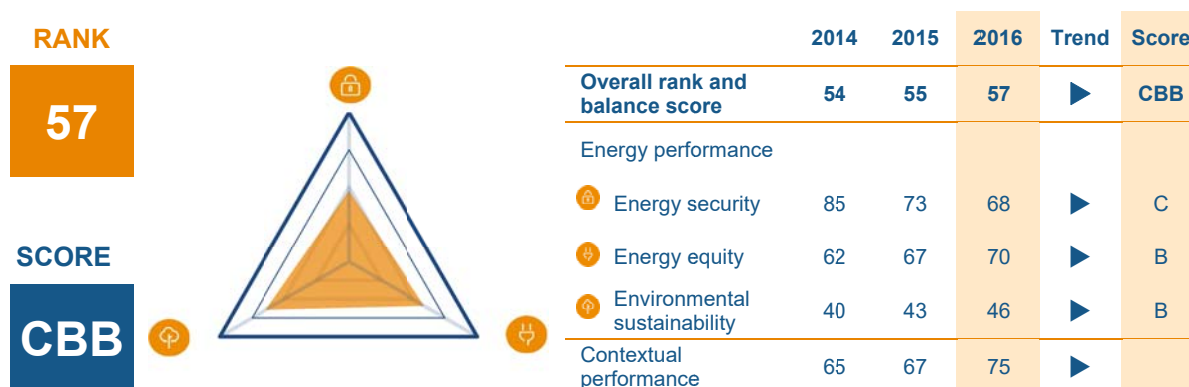 RANK
57
SCORE
CBB
2014 2015 2016 Trend Score
Overall rank and
balance score 54 55 57 CBB
Energy performance
Energy security 85 73 68 C
Energy equity 62 67 70 B
Environmental
sustainability 40 43 46 B
Contextual
performance 65 67 75